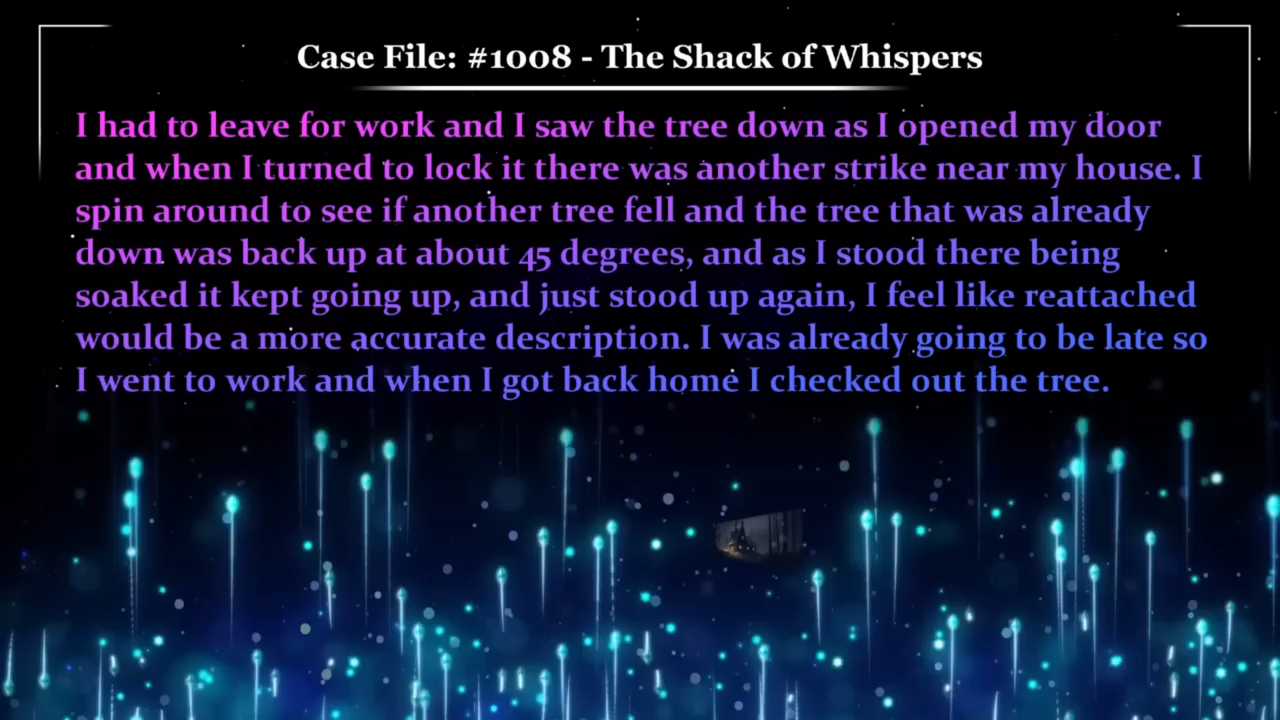 Case File: #1008 - The Shack of Whispers
I had to leave for work and I saw the tree down as I opened my door
and when I turned to lock it there was another strike near my house. I
spin around to see if another tree fell and the tree that was already
down was back up at about 45 degrees, and as I stood there being
soaked it kept going up, and just stood up again, I feel like reattached
would be a more accurate description. I was already going to be late so
I went to work and when I got back home I checked out the tree.